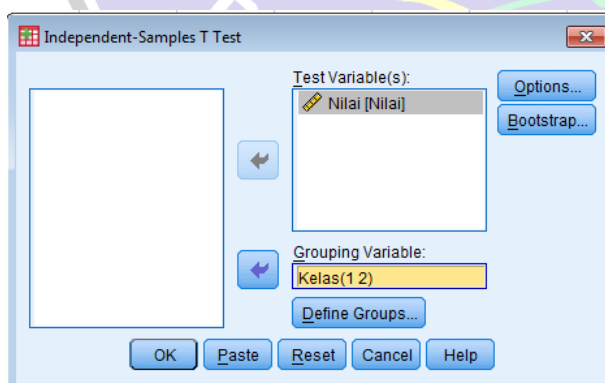 Independent-Samples T Test
Test Variable(s):
Nilai [Nilai]
Options...
Bootstrap...
Grouping Variable:
Kelas(1 2)
Define Groups...
OK Paste Reset Cancel Help